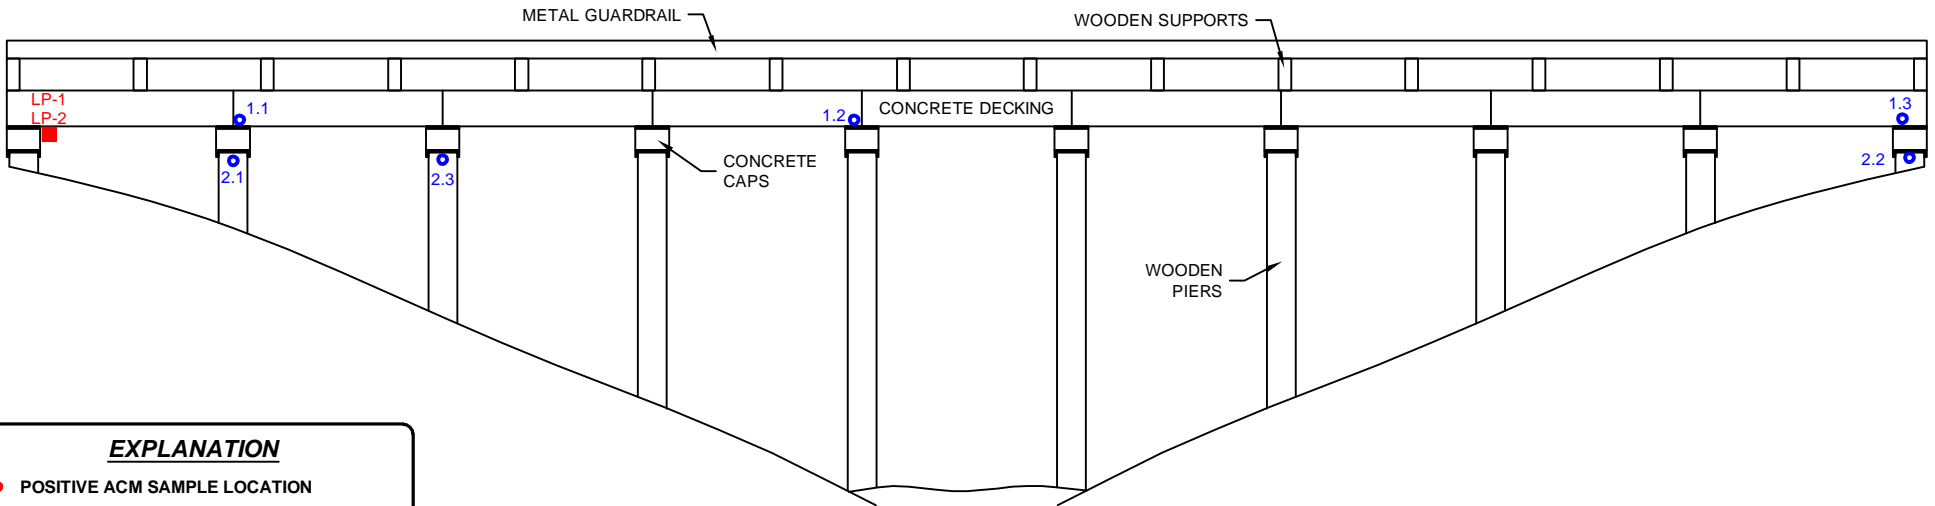 METAL GUARDRAIL
WOODEN SUPPORTS
LP-1
LP-2
1.1
1.2
CONCRETE DECKING
1.3
2.1
2.3
CONCRETE
CAPS
2.2
WOODEN
PIERS
EXPLANATION
POSITIVE ACM SAMPLE LOCATION